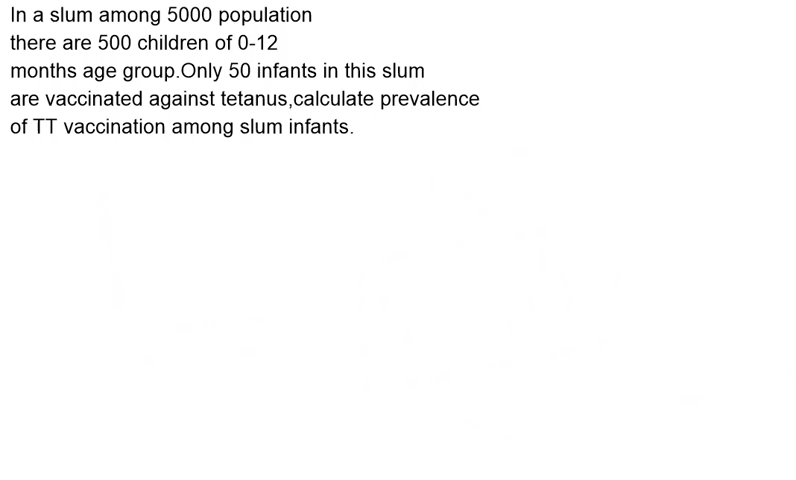 In a slum among 5000 population
there are 500 children of 0-12
months age group.Only 50 infants in this slum
are vaccinated against tetanus,calculate prevalence
of TT vaccination among slum infants.